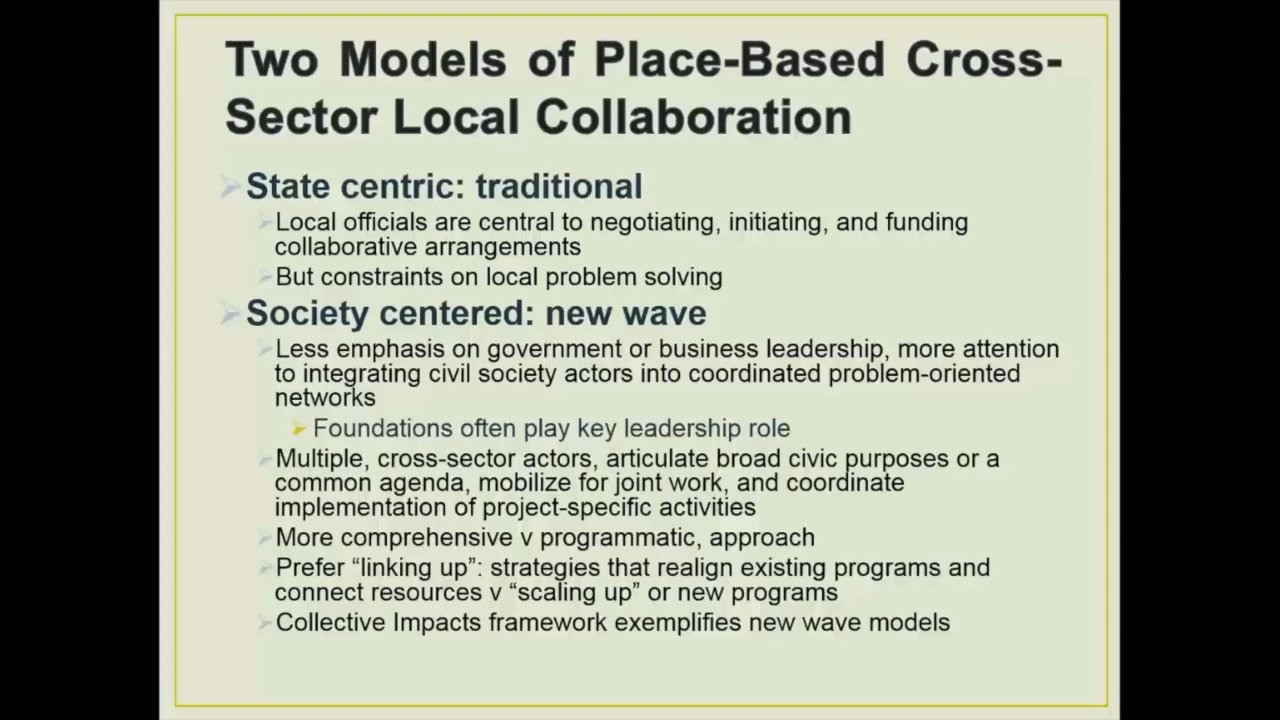 Two Models of Place-Based Cross-
Sector Local Collaboration
State centric: traditional
Local officials are central to negotiating, initiating, and funding
collaborative arrangements
But constraints on local problem solving
Society centered: new wave
Less emphasis on government or business leadership, more attention
to integrating civil society actors into coordinated problem-oriented
networks
Foundations often play key leadership role
Multiple, cross-sector actors, articulate broad civic purposes or a
common agenda, mobilize for joint work, and coordinate
implementation of project-specific activities
More comprehensive v programmatic, approach
Prefer “linking up”: strategies that realign existing programs and
connect resources v “scaling up” or new programs
Collective Impacts framework exemplifies new wave models